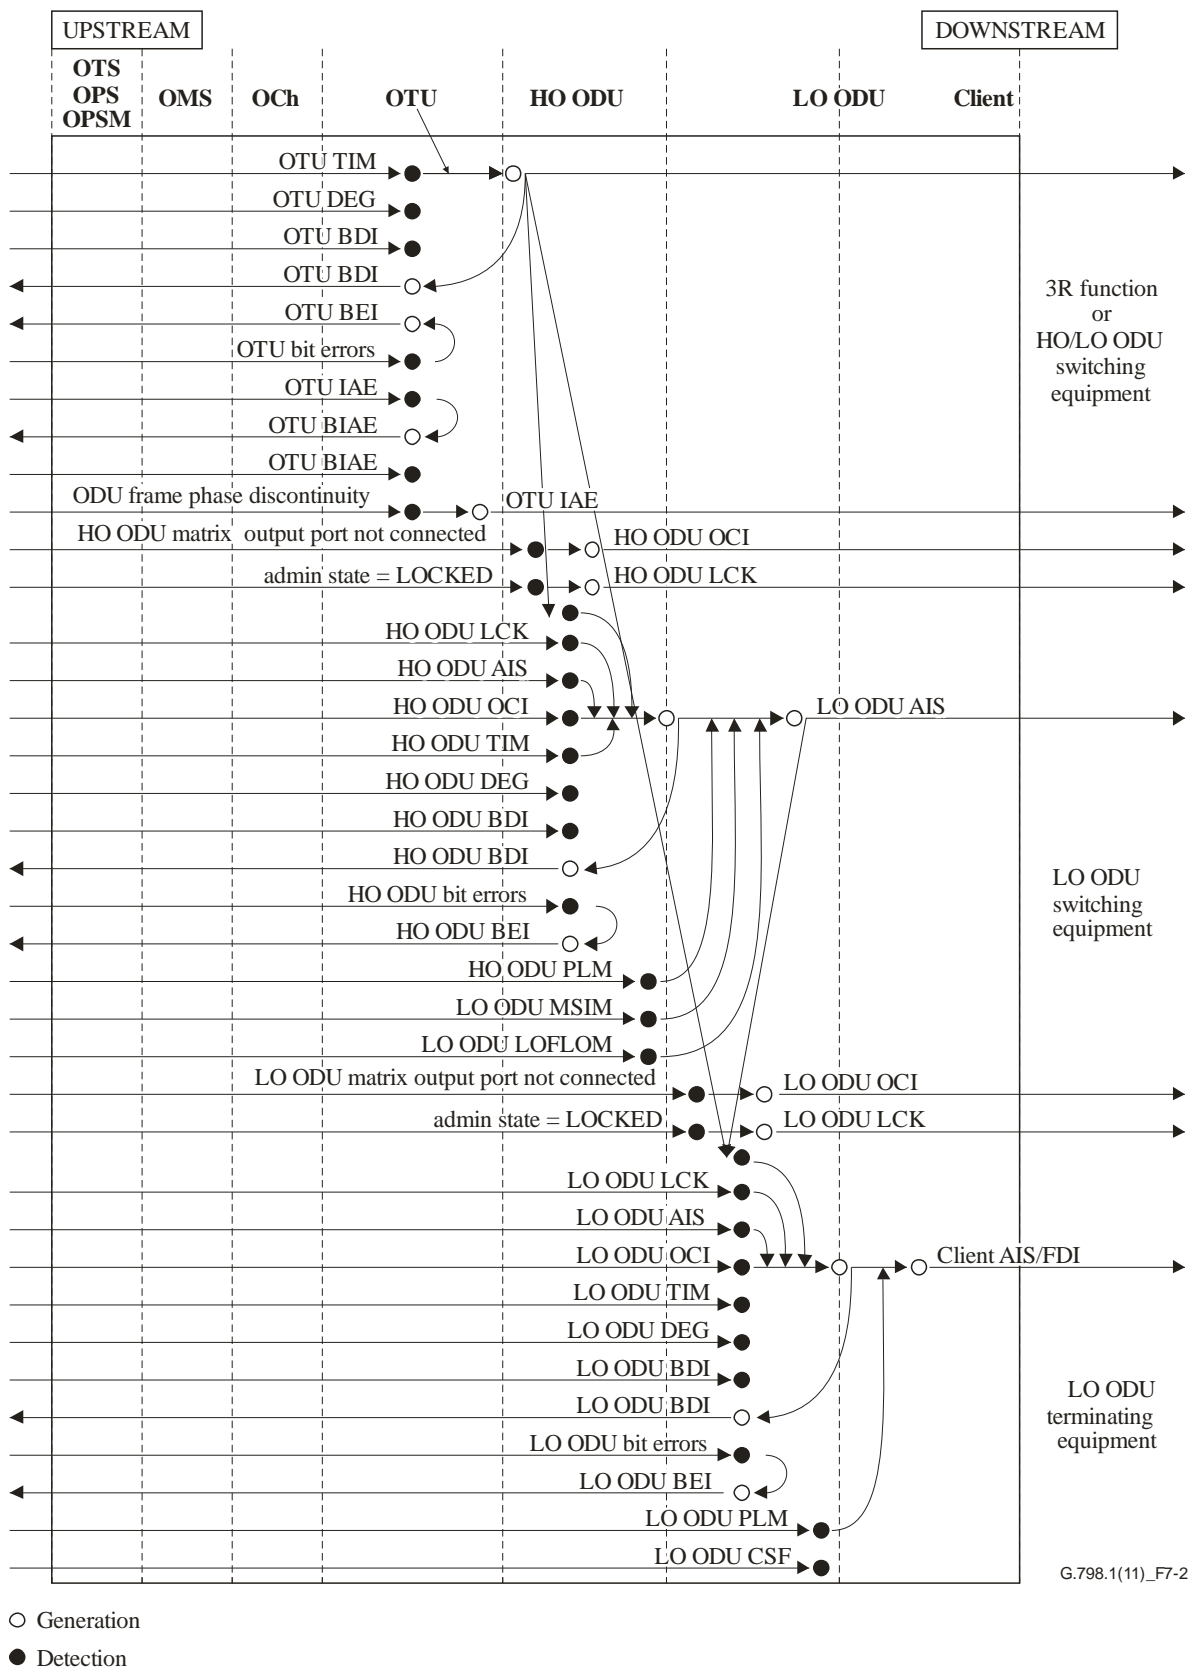 UPSTREAM
DOWNSTREAM
OTS
OPS
OPSM
OMS
OCh
OTU
HO ODU
LO ODU
Client
OTU TIM
OTU DEG
OTU BDI
OTU BDI
OTU BEI
OTU bit errors
OTU IAE
OTU BIAE
OTU BIAE
ODU frame phase discontinuity
OTU IAE
3R function
or
HO/LO ODU
switching
equipment
HO ODU matrix output port not connected
HO ODU OCI
admin state = LOCKED
HO ODU LCK
HO ODU LCK
HO ODU AIS
HO ODU OCI
LO ODU AIS
HO ODU TIM
HO ODU DEG
HO ODU BDI
HO ODU BDI
HO ODU bit errors
HO ODU BEI
LO ODU
switching
equipment
HO ODU PLM
LO ODU MSIM
LO ODU LOFLOM
LO ODU matrix output port not connected
LO ODU OCI
admin state = LOCKED
LO ODU LCK
LO ODU LCK
LO ODU AIS
LO ODU OCI
Client AIS/FDI
LO ODU TIM
LO ODU DEG
LO ODU BDI
LO ODU BDI
LO ODU bit errors
LO ODU BEI
LO ODU
terminating
equipment
LO ODU PLM
LO ODU CSF
G.798.1(11)_F7-2
Generation
Detection